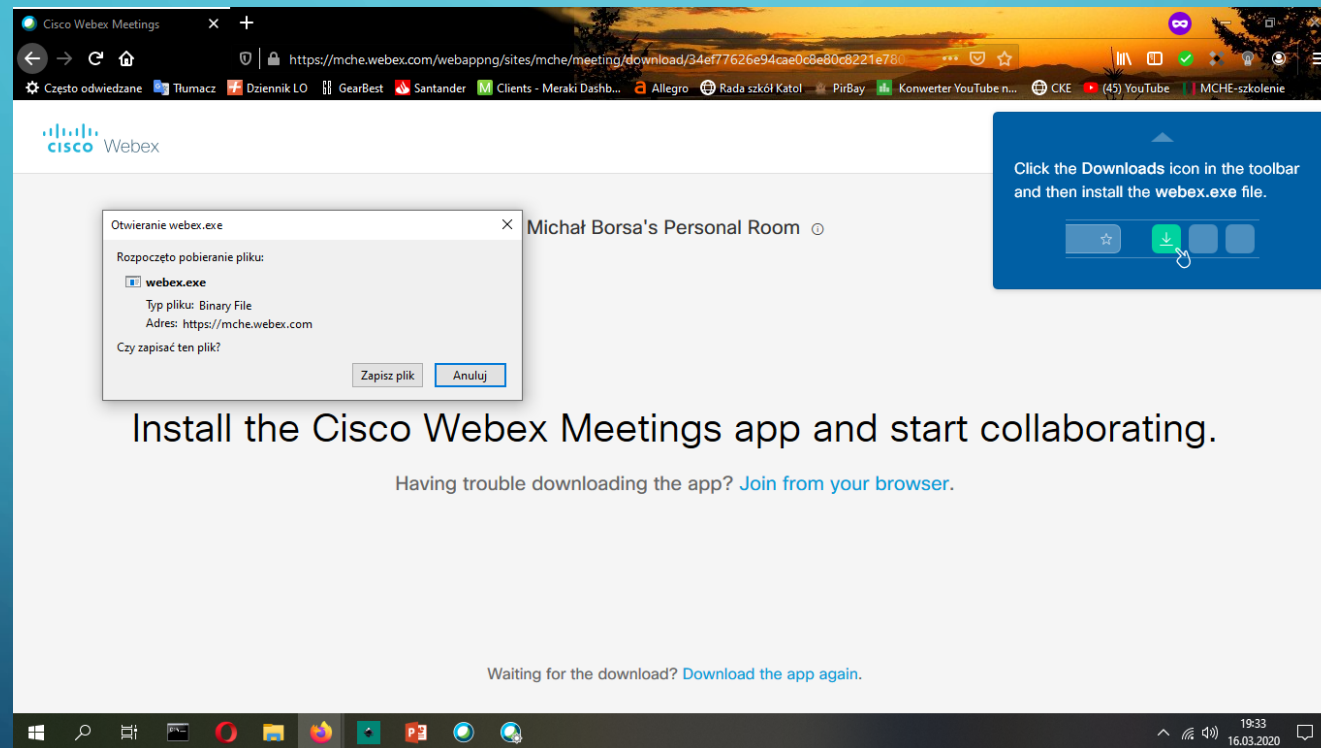 Cisco Webex Meetings
https://mche.webex.com/webappng/sites/mche/meeting/download/34ef77626e94cae0c8e80c8221e780
Często odwiedzane Tłumacz Dziennik LO GearBest Santander Clients - Meraki Dashb... Allegro Rada szkół Katol PirBay Konwerter YouTube n... CKE (45) YouTube MCHE-szkolenie
cisco Webex
Click the Downloads icon in the toolbar
and then install the webex.exe file.
Michał Borsa's Personal Room
Otwieranie webex.exe
Rozpoczęto pobieranie pliku:
webex.exe
Typ pliku: Binary File
Adres: https://mche.webex.com
Czy zapisać ten plik?
Zapisz plik Anuluj
Install the Cisco Webex Meetings app and start collaborating.
Having trouble downloading the app? Join from your browser.
Waiting for the download? Download the app again.
19:33
16.03.2020